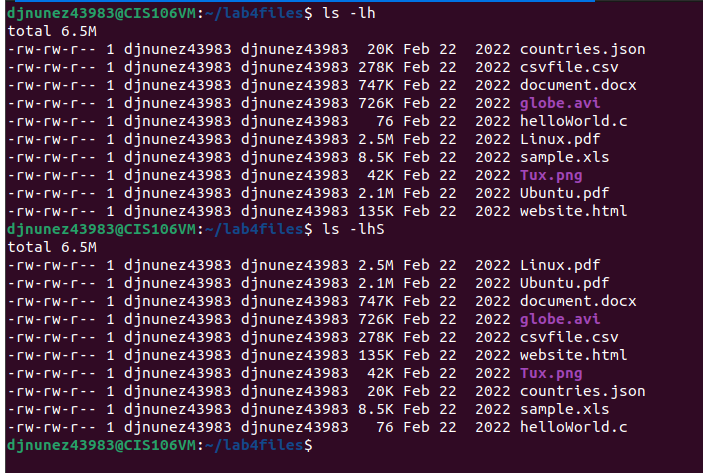 djnunez43983@CIS106VM:~/lab4files$ ls -lh
total 6.5M
-rw-rw-r-- 1 djnunez43983 djnunez43983  20K Feb 22  2022 countries.json
-rw-rw-r-- 1 djnunez43983 djnunez43983 278K Feb 22  2022 csvfile.csv
-rw-rw-r-- 1 djnunez43983 djnunez43983 747K Feb 22  2022 document.docx
-rw-rw-r-- 1 djnunez43983 djnunez43983 726K Feb 22  2022 globe.avi
-rw-rw-r-- 1 djnunez43983 djnunez43983   76 Feb 22  2022 helloWorld.c
-rw-rw-r-- 1 djnunez43983 djnunez43983 2.5M Feb 22  2022 Linux.pdf
-rw-rw-r-- 1 djnunez43983 djnunez43983 8.5K Feb 22  2022 sample.xls
-rw-rw-r-- 1 djnunez43983 djnunez43983  42K Feb 22  2022 Tux.png
-rw-rw-r-- 1 djnunez43983 djnunez43983 2.1M Feb 22  2022 Ubuntu.pdf
-rw-rw-r-- 1 djnunez43983 djnunez43983 135K Feb 22  2022 website.html
djnunez43983@CIS106VM:~/lab4files$ ls -lhS
total 6.5M
-rw-rw-r-- 1 djnunez43983 djnunez43983 2.5M Feb 22  2022 Linux.pdf
-rw-rw-r-- 1 djnunez43983 djnunez43983 2.1M Feb 22  2022 Ubuntu.pdf
-rw-rw-r-- 1 djnunez43983 djnunez43983 747K Feb 22  2022 document.docx
-rw-rw-r-- 1 djnunez43983 djnunez43983 726K Feb 22  2022 globe.avi
-rw-rw-r-- 1 djnunez43983 djnunez43983 278K Feb 22  2022 csvfile.csv
-rw-rw-r-- 1 djnunez43983 djnunez43983 135K Feb 22  2022 website.html
-rw-rw-r-- 1 djnunez43983 djnunez43983  42K Feb 22  2022 Tux.png
-rw-rw-r-- 1 djnunez43983 djnunez43983  20K Feb 22  2022 countries.json
-rw-rw-r-- 1 djnunez43983 djnunez43983 8.5K Feb 22  2022 sample.xls
-rw-rw-r-- 1 djnunez43983 djnunez43983   76 Feb 22  2022 helloWorld.c
djnunez43983@CIS106VM:~/lab4files$